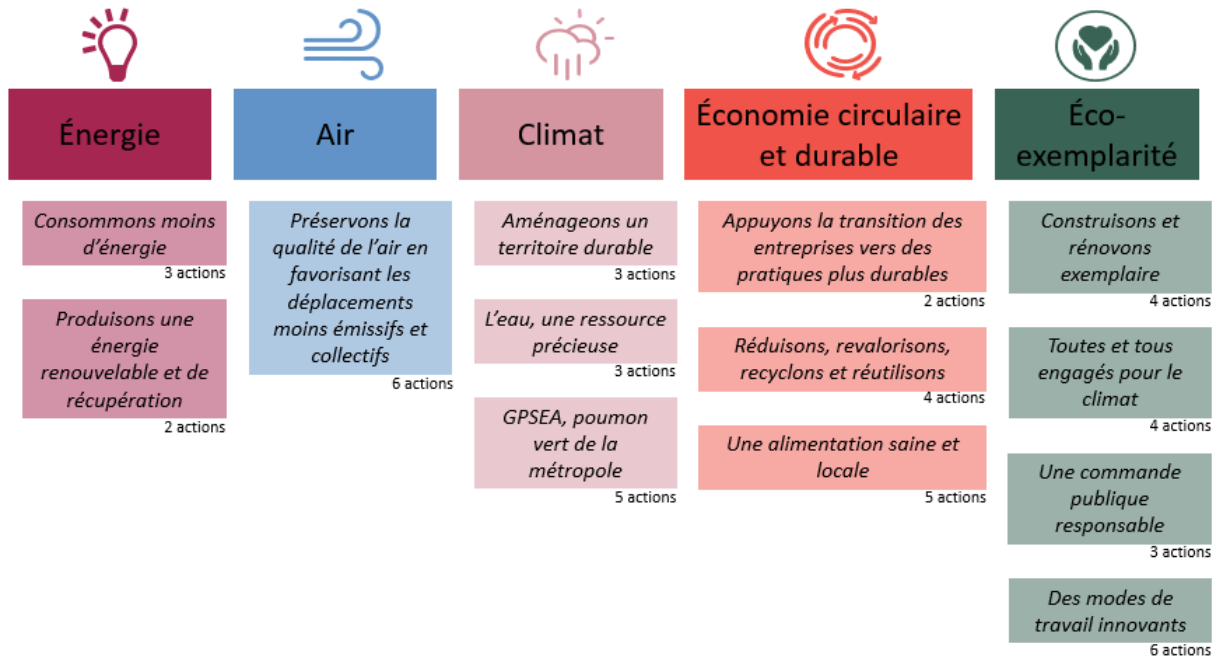 Énergie
Consommons moins
d'énergie
3 actions
Produisons une
énergie
renouvelable et de
récupération
2 actions
Air
Préservons la
qualité de l'air en
favorisant les
déplacements
moins émissifs et
collectifs
6 actions
Climat
Aménageons un
territoire durable
3 actions
L'eau, une ressource
précieuse
3 actions
GPSEA, poumon
vert de la
métropole
5 actions
Économie circulaire
et durable
Appuyons la transition des
entreprises vers des
pratiques plus durables
2 actions
Réduisons, revalorisons,
recyclons et réutilisons
4 actions
Une alimentation saine et
locale
5 actions
Éco-
exemplarité
Construisons et
rénovons
exemplaire
4 actions
Toutes et tous
engagés pour le
climat
4 actions
Une commande
publique
responsable
3 actions
Des modes de
travail innovants
6 actions